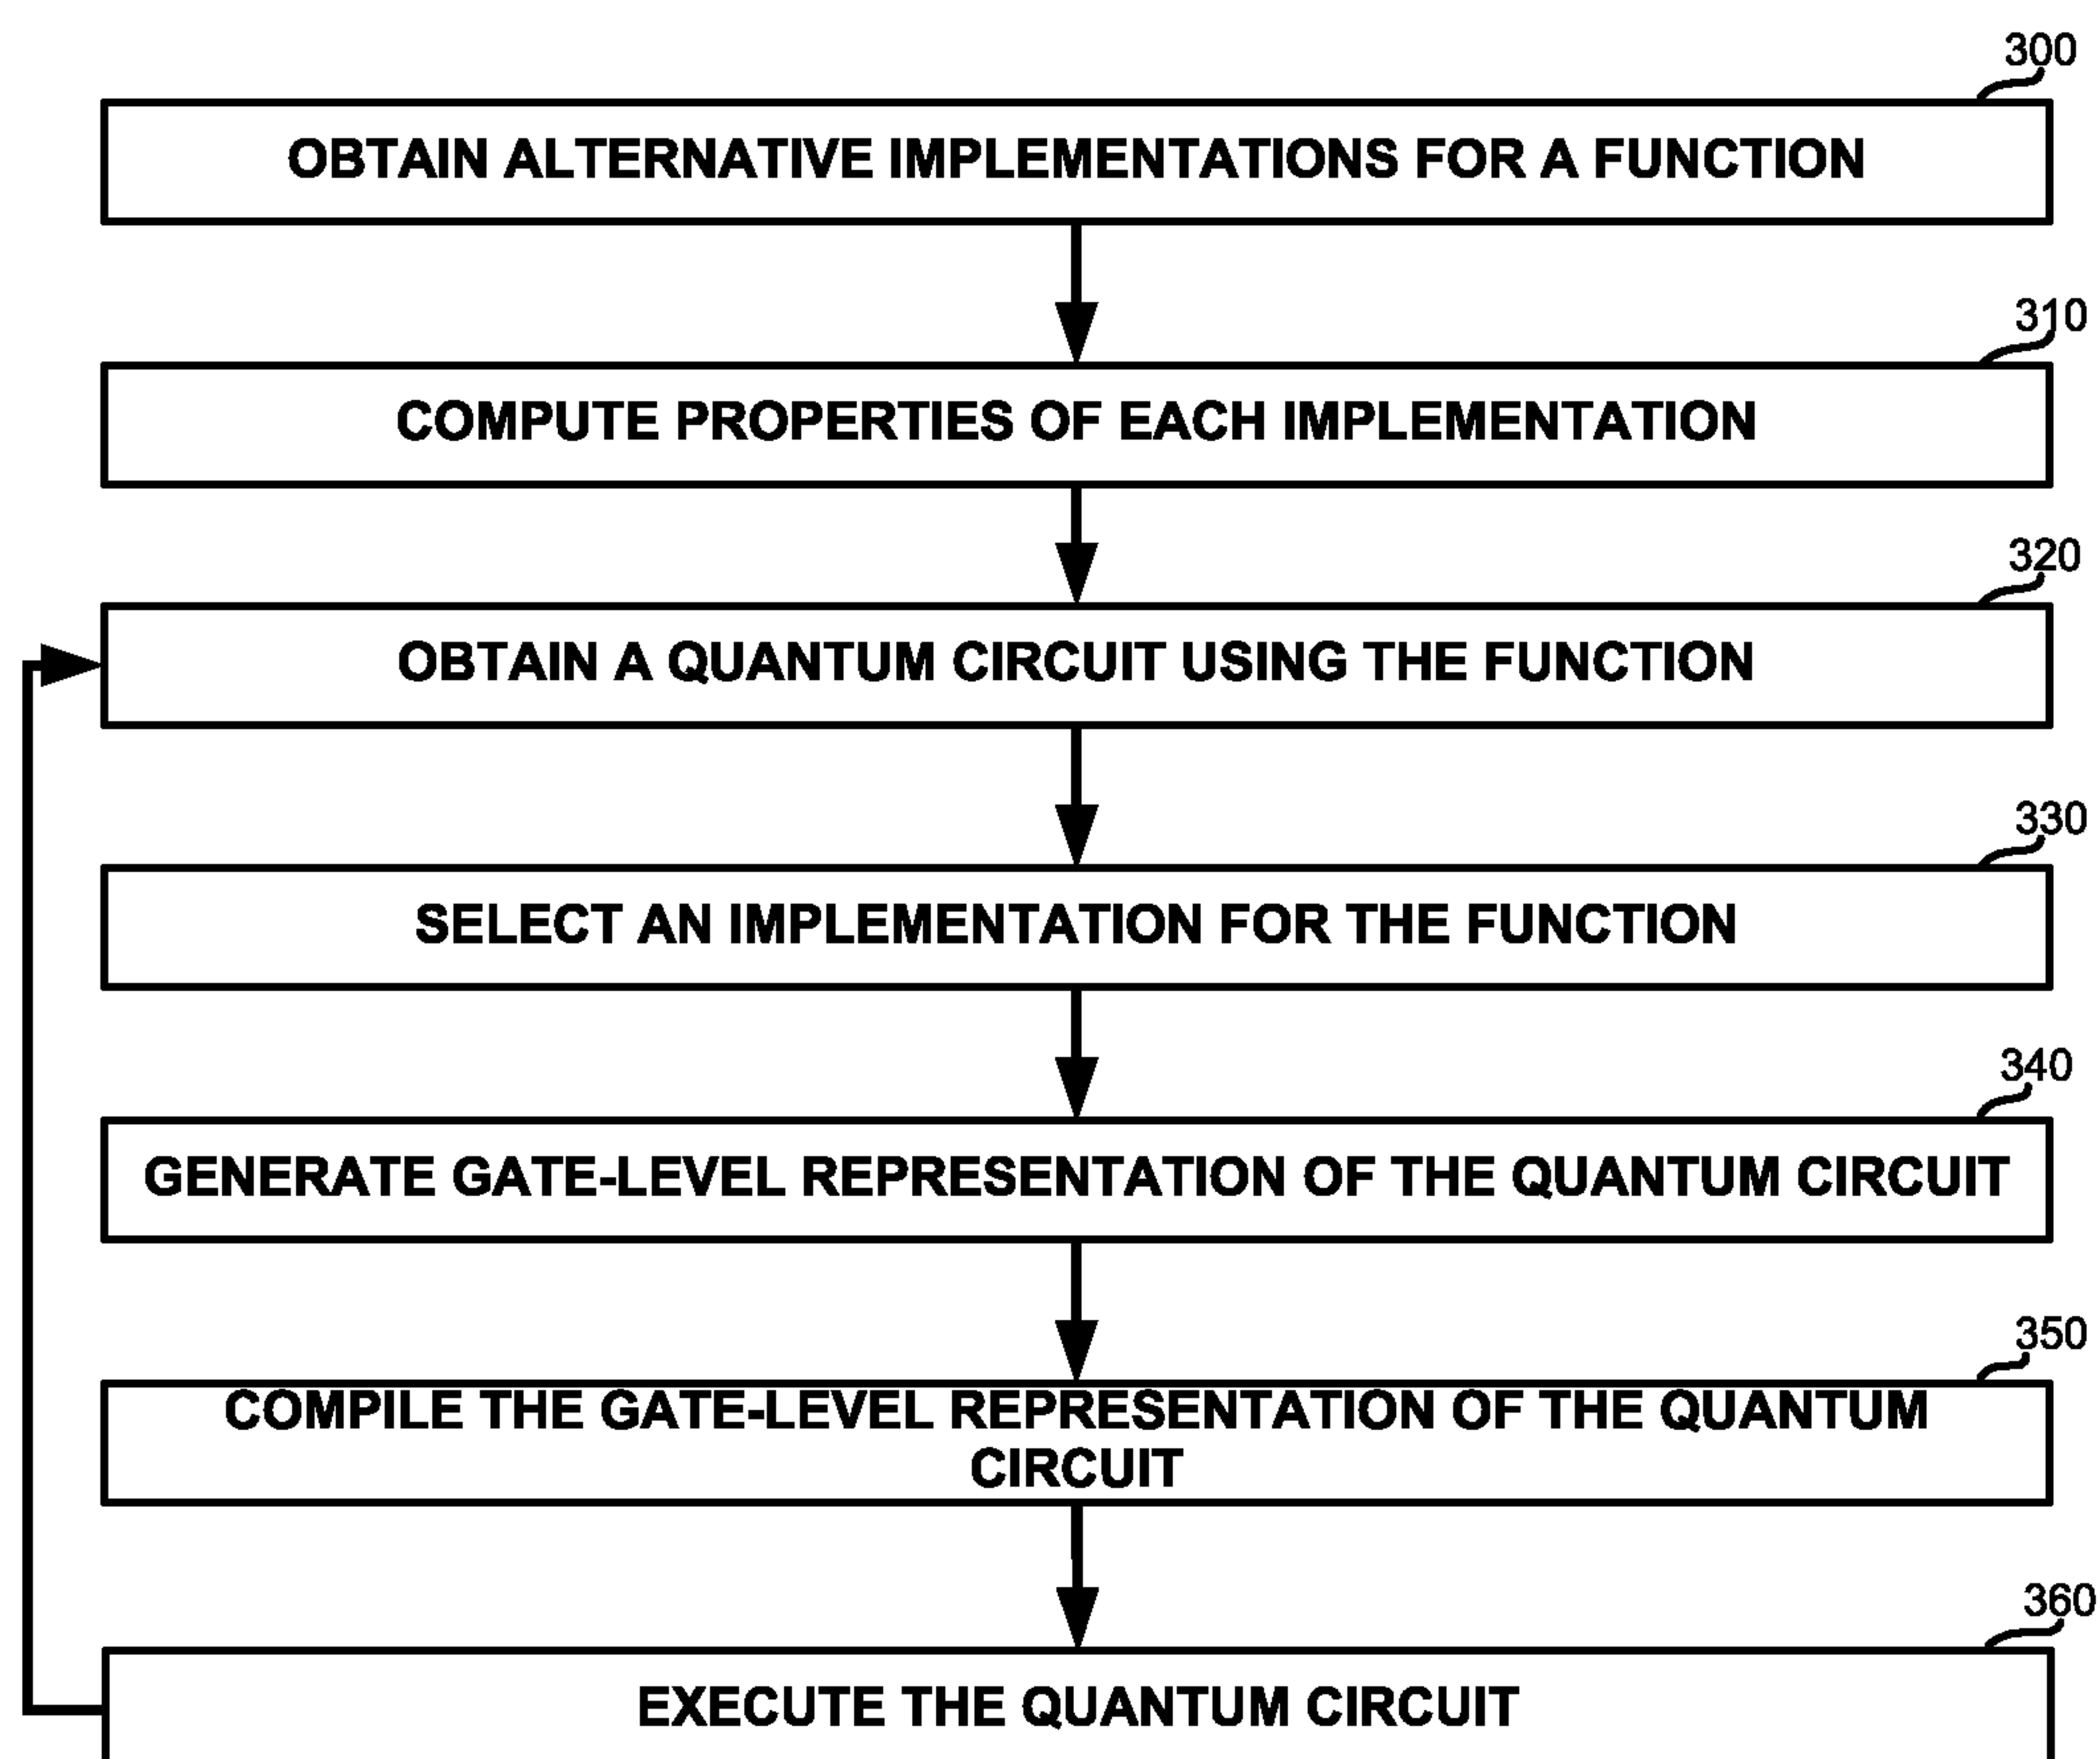 300
OBTAIN ALTERNATIVE IMPLEMENTATIONS FOR A FUNCTION
310
COMPUTE PROPERTIES OF EACH IMPLEMENTATION
320
OBTAIN A QUANTUM CIRCUIT USING THE FUNCTION
330
SELECT AN IMPLEMENTATION FOR THE FUNCTION
340
GENERATE GATE-LEVEL REPRESENTATION OF THE QUANTUM CIRCUIT
350
COMPILE THE GATE-LEVEL REPRESENTATION OF THE QUANTUM
CIRCUIT
360
EXECUTE THE QUANTUM CIRCUIT